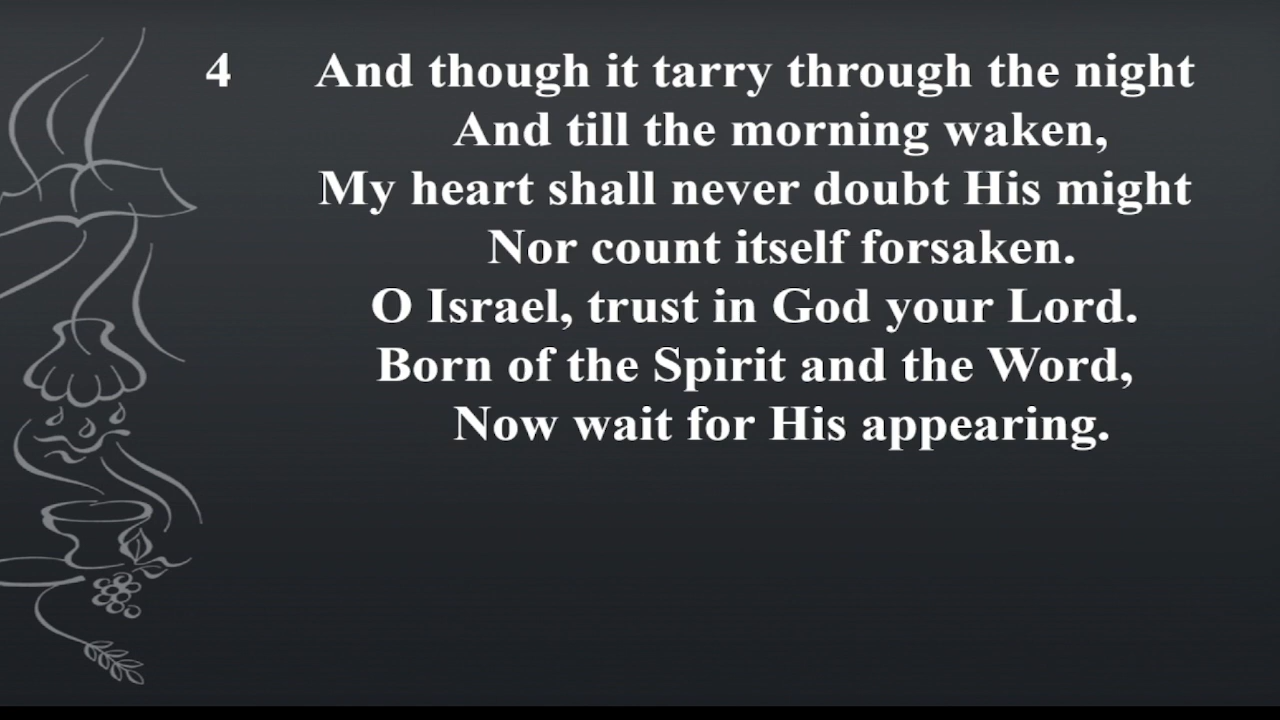 4 And though it tarry through the night
And till the morning waken,
My heart shall never doubt His might
Nor count itself forsaken.
O Israel, trust in God your Lord.
Born of the Spirit and the Word,
Now wait for His appearing.